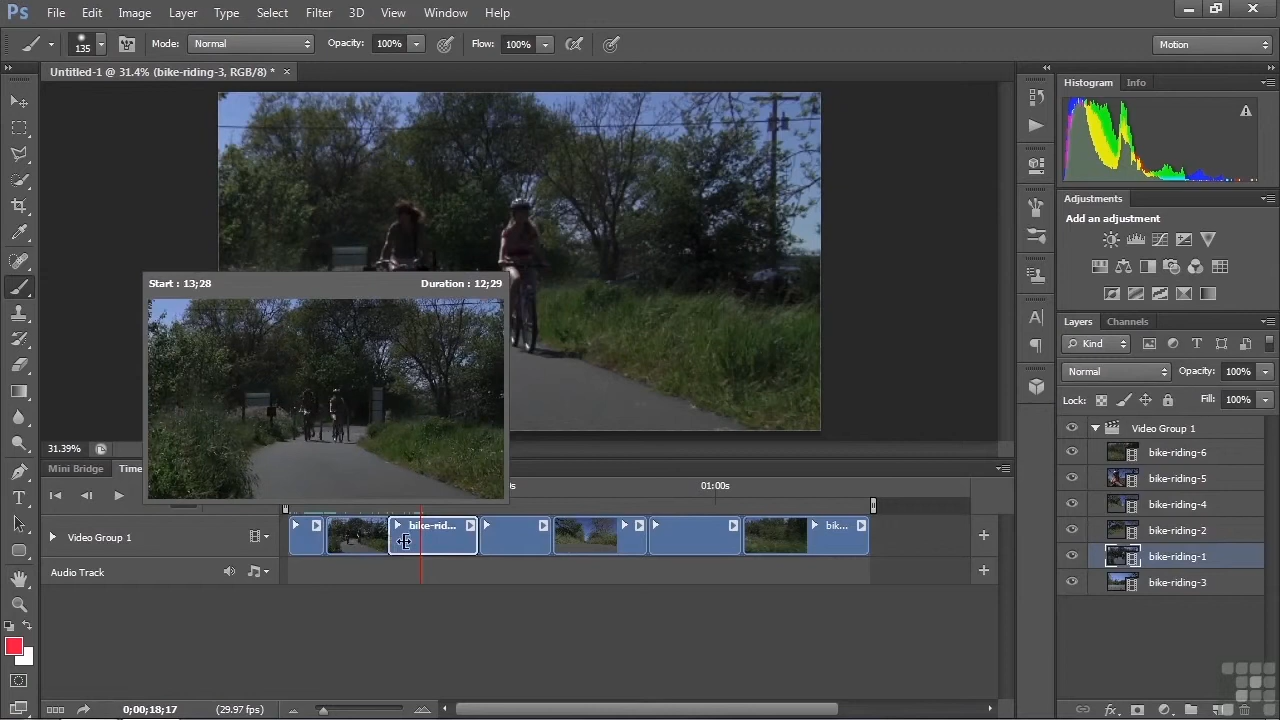 Ps File Edit Image Layer Type Select Filter 3D View Window Help
135 Mode: Normal Opacity: 100% Flow: 100% Motion
Untitled-1 @ 31.4% (bike-riding-3, RGB/8) * ×
Histogram Info
Adjustments
Add an adjustment
Start : 13;28 Duration : 12;29
Layers Channels
Kind
Normal Opacity: 100%
Lock: Fill: 100%
Video Group 1
bike-riding-6
bike-riding-5
bike-riding-4
bike-riding-2
bike-riding-1
bike-riding-3
31.39%
Mini Bridge Time
01:00s
Video Group 1 bike-rid... bik...
Audio Track
0;00;18;17 (29.97 fps)